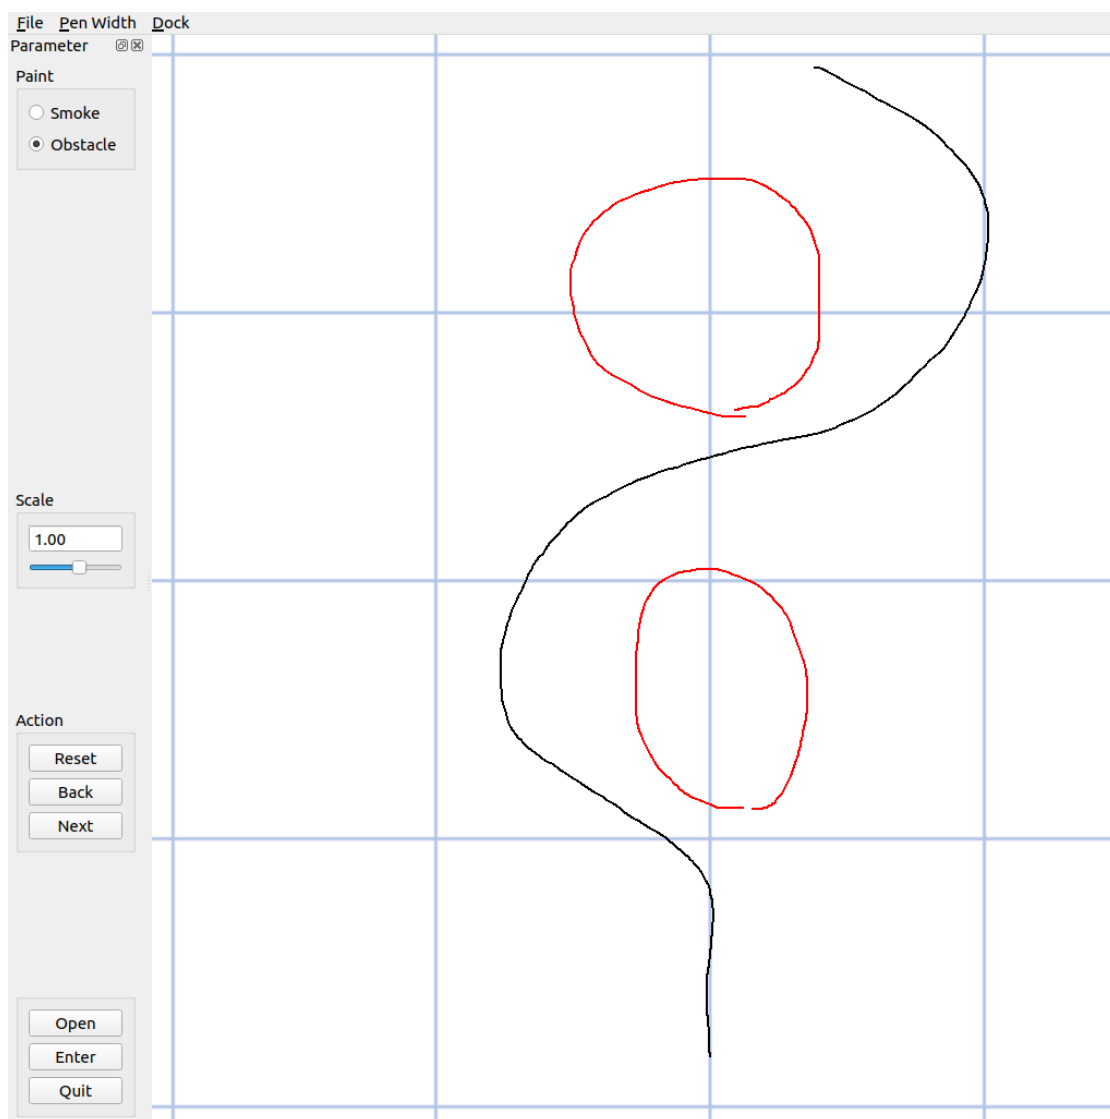 File Pen Width Dock
Parameter
Paint
Smoke
Obstacle
Scale
1.00
Action
Reset
Back
Next
Open
Enter
Quit